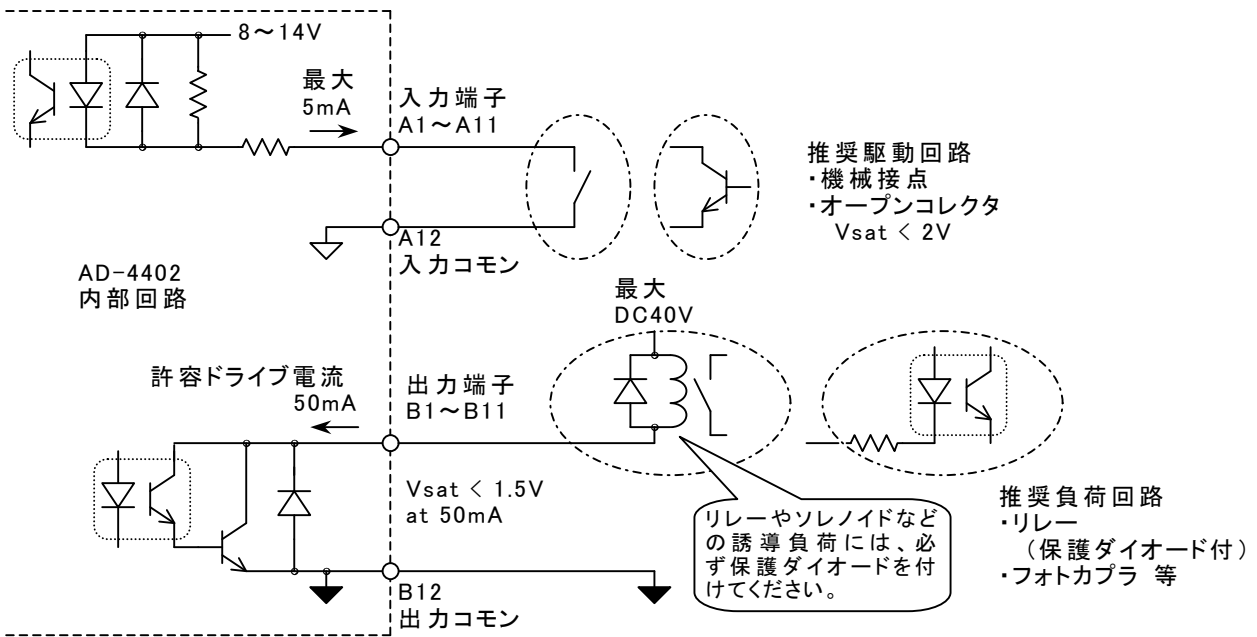 8～14V
最大
5mA
入力端子
A1～A11
A12
入力コモン
推奨駆動回路
・機械接点
・オープンコレクタ
Vsat < 2V
AD-4402
内部回路
最大
DC40V
許容ドライブ電流
50mA
出力端子
B1～B11
Vsat < 1.5V
at 50mA
B12
出力コモン
リレーやソレノイドなど
の誘導負荷には、必
ず保護ダイオードを付
けてください。
推奨負荷回路
・リレー
（保護ダイオード付）
・フォトカプラ 等